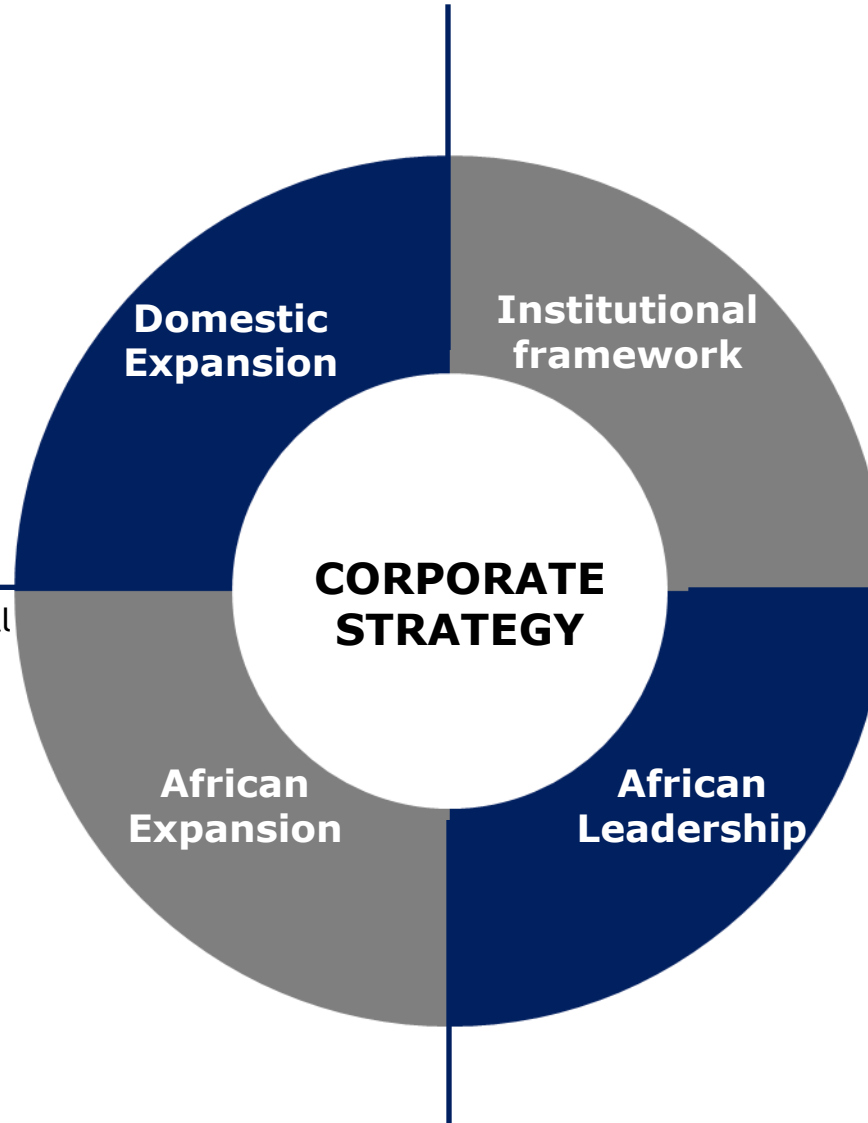 Domestic
Expansion
Institutional
framework
CORPORATE
STRATEGY
African
Expansion
African
Leadership